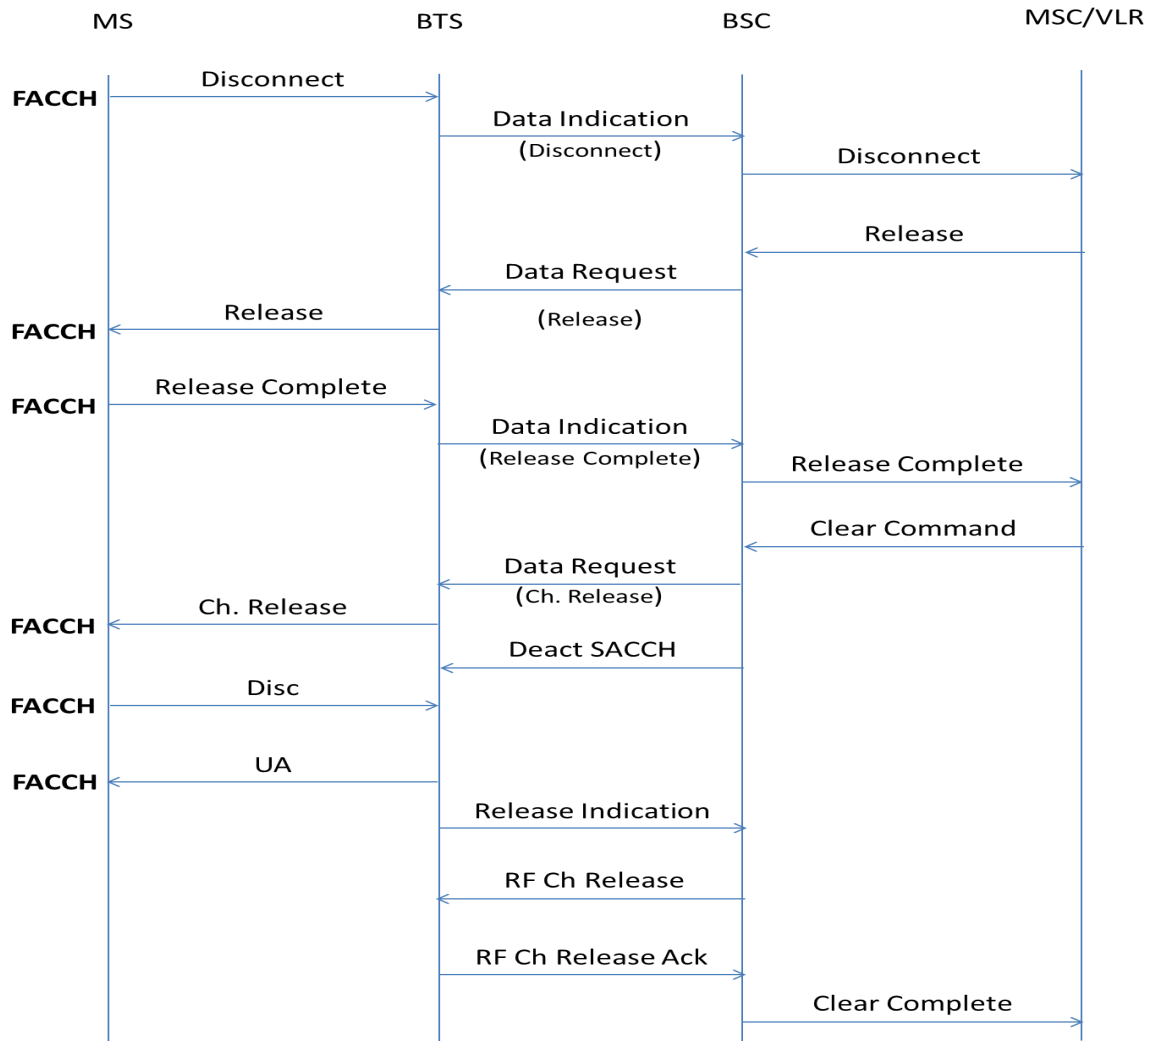 MS BTS BSC MSC/VLR
Disconnect
FACCH
Data Indication
(Disconnect)
Disconnect
Release
Data Request
Release
(Release)
FACCH
Release Complete
FACCH
Data Indication
(Release Complete)
Release Complete
Clear Command
Data Request
(Ch. Release)
Ch. Release
FACCH
Deact SACCH
Disc
FACCH
UA
FACCH
Release Indication
RF Ch Release
RF Ch Release Ack
Clear Complete